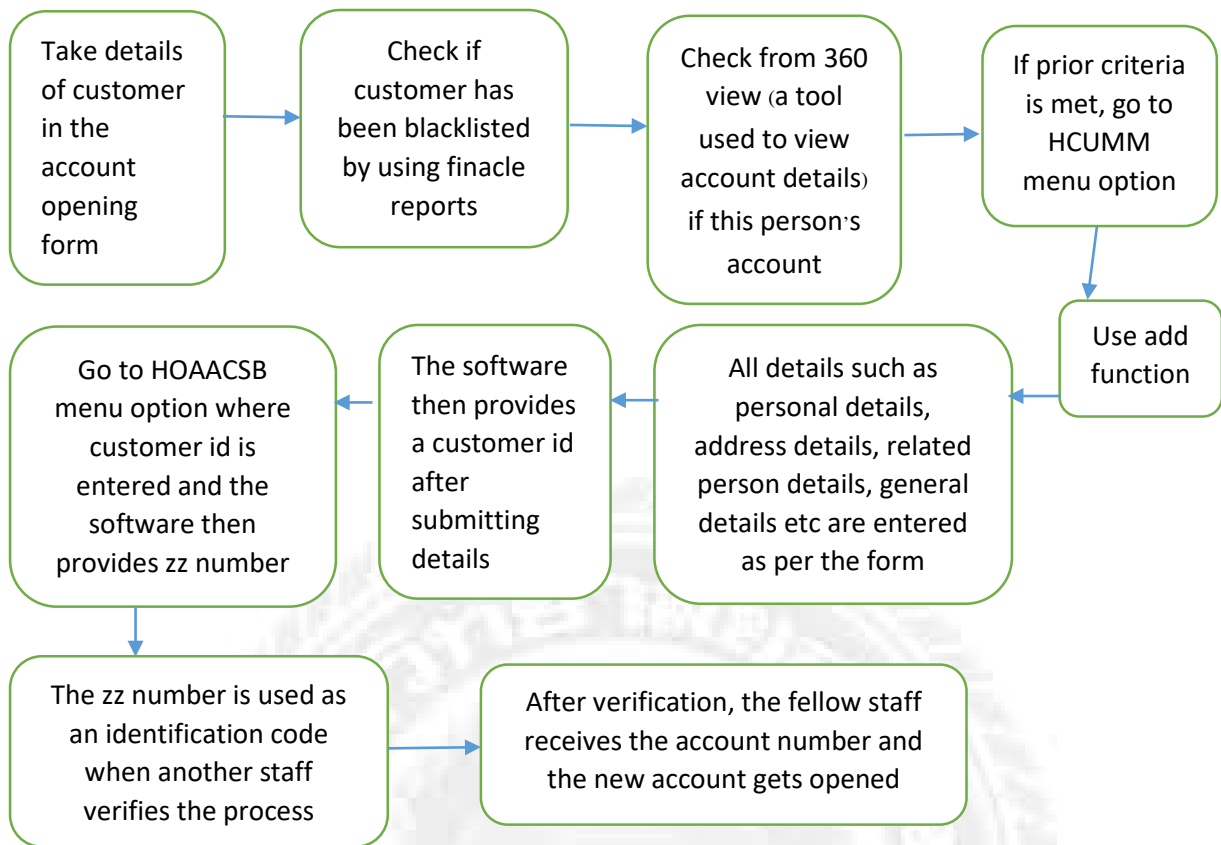 Take details
of customer
in the
account
opening
form
Check if
customer has
been blacklisted
by using finacle
reports
Check from 360
view (a tool
used to view
account details)
if this person's
account
If prior criteria
is met, go to
HCUMM
menu option
Use add
function
All details such as
personal details,
address details, related
person details, general
details etc are entered
as per the form
The software
then provides
a customer id
after
submitting
details
Go to HOAACSB
menu option where
customer id is
entered and the
software then
provides zz number
The zz number is used as
an identification code
when another staff
verifies the process
After verification, the fellow staff
receives the account number and
the new account gets opened